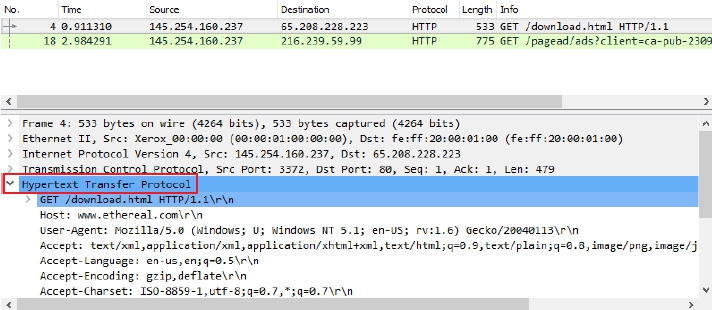 No. Time Source Destination Protocol Length Info
4 0.911310 145.254.160.237 65.208.228.223 HTTP 533 GET /download.html HTTP/1.1
18 2.984291 145.254.160.237 216.239.59.99 HTTP 775 GET /pagead/ads?client=ca-pub-2309
Frame 4: 533 bytes on wire (4264 bits), 533 bytes captured (4264 bits)
Ethernet II, Src: Xerox_00:00:00 (00:00:01:00:00:00), Dst: fe:ff:20:00:01:00 (fe:ff:20:00:01:00)
Internet Protocol Version 4, Src: 145.254.160.237, Dst: 65.208.228.223
Transmission Control Protocol, Src Port: 3372, Dst Port: 80, Seq: 1, Ack: 1, Len: 479
Hypertext Transfer Protocol
GET /download.html HTTP/1.1\r\n
Host: www.ethereal.com\r\n
User-Agent: Mozilla/5.0 (Windows; U; Windows NT 5.1; en-US; rv:1.6) Gecko/20040113\r\n
Accept: text/xml,application/xml,application/xhtml+xml,text/html;q=0.9,text/plain;q=0.8,image/png,image/j
Accept-Language: en-us,en;q=0.5\r\n
Accept-Encoding: gzip,deflate\r\n
Accept-Charset: ISO-8859-1,utf-8;q=0.7,*;q=0.7\r\n